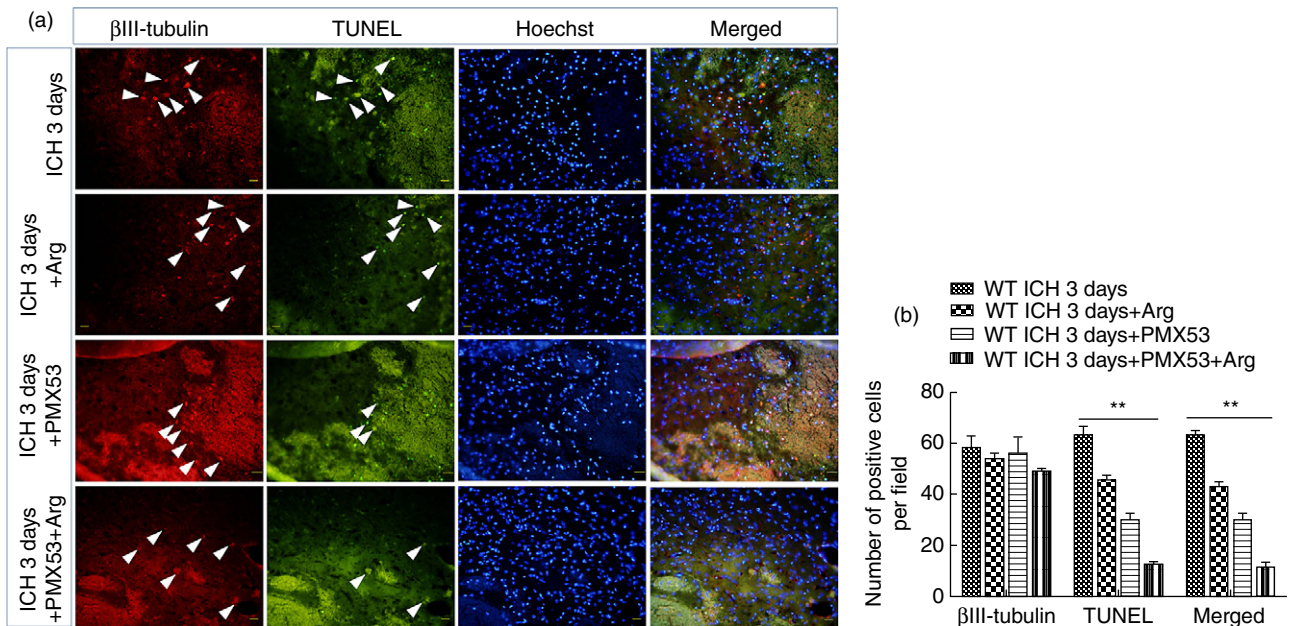 (a)
βIII-tubulin
TUNEL
Hoechst
Merged
ICH 3 days
ICH 3 days
+Arg
ICH 3 days
+PMX53
ICH 3 days
+PMX53+Arg
(b)
WT ICH 3 days
WT ICH 3 days+Arg
WT ICH 3 days+PMX53
WT ICH 3 days+PMX53+Arg
Number of positive cells
per field
80
60
40
20
0
**
**
βIII-tubulin
TUNEL
Merged